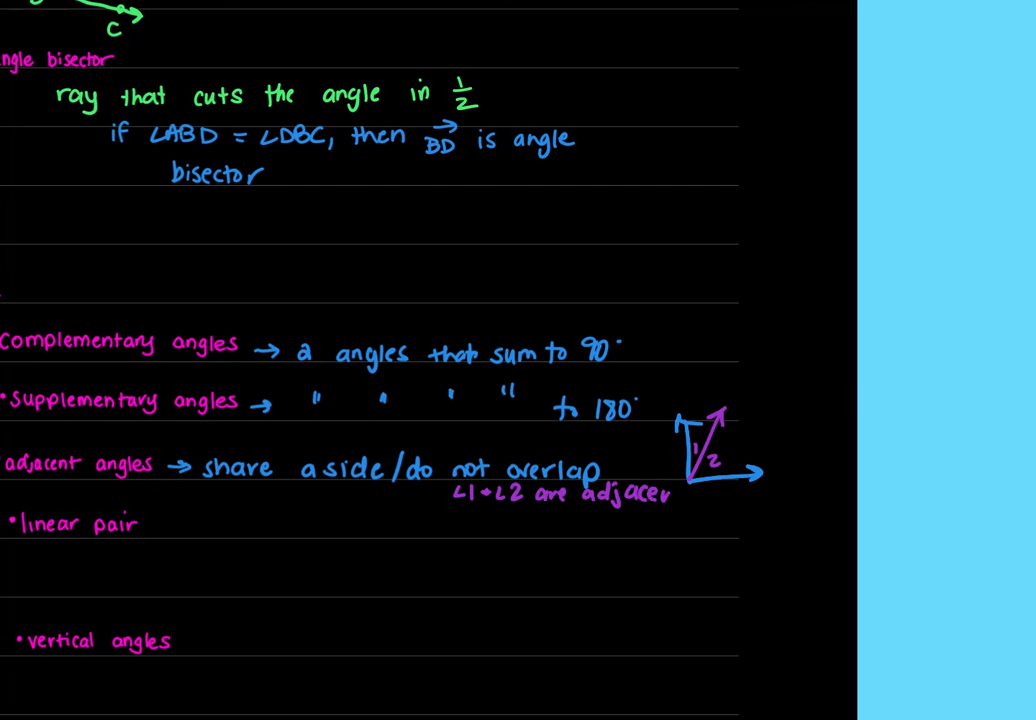 C
ngle bisector
ray that cuts the angle in 1/2
if ∠ABD = ∠DBC, then BD is angle
bisector
Complementary angles → 2 angles that sum to 90°
• Supplementary angles → " " " " to 180°
adjacent angles → share a side/do not overlap
1 2
∠1 + ∠2 are adjacen
• linear pair
• vertical angles